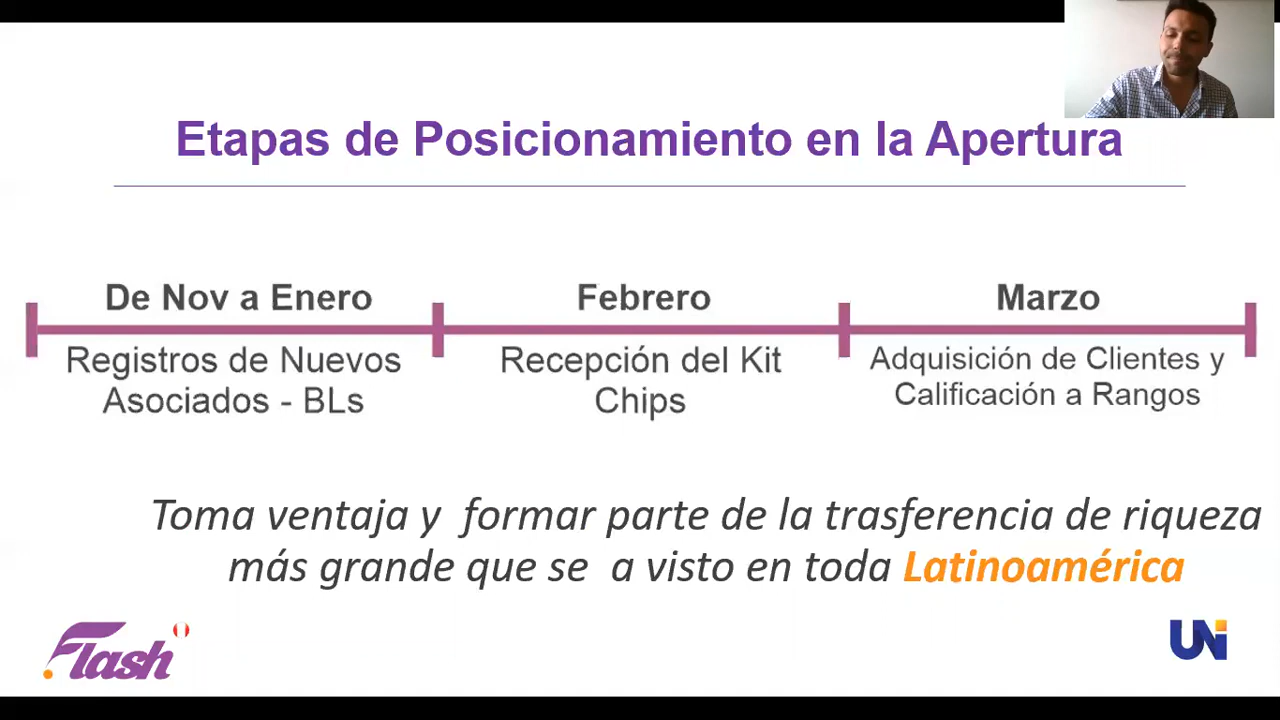 Etapas de Posicionamiento en la Apertura
De Nov a Enero
Registros de Nuevos
Asociados - BLs
Febrero
Recepción del Kit
Chips
Marzo
Adquisición de Clientes y
Calificación a Rangos
Toma ventaja y formar parte de la trasferencia de riqueza
más grande que se a visto en toda Latinoamérica
Flash
UNi